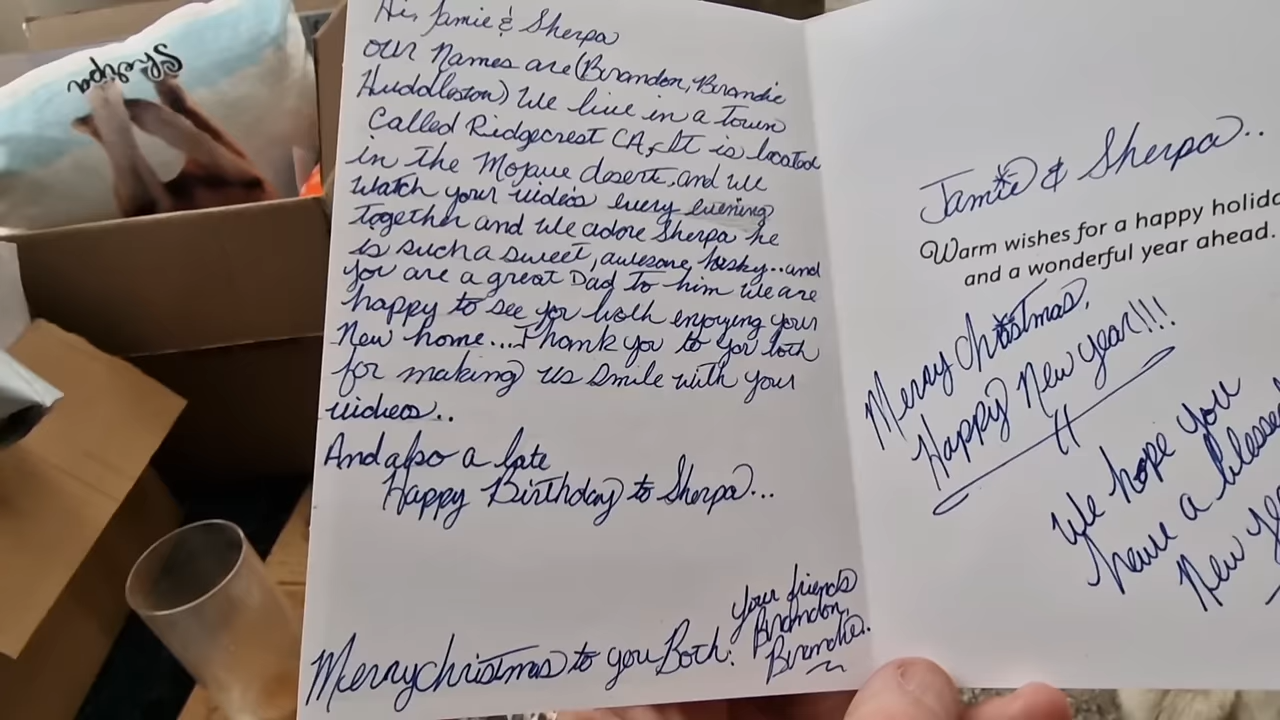 Sherpa
Hi, Jamie & Sherpa
our Names are (Brandon, Brandie
Huddleston) We live in a town
Called Ridgecrest CA, It is located
in the Mojave desert, and we
watch your videos every evening
together and we adore Sherpa he
is such a sweet, awesome, husky...and
you are a great Dad to him we are
happy to see you both enjoying your
New home....Thank you to you both
for making us smile with your
videos..
And also a late
Happy Birthday to Sherpa...
your friends
Brandon,
Brandie.
Merry christmas to you Both.
Jamie & Sherpa..
Warm wishes for a happy holida
and a wonderful year ahead.
Merry christmas,
Happy New year!!!
We hope you
have a blesse
New Ye